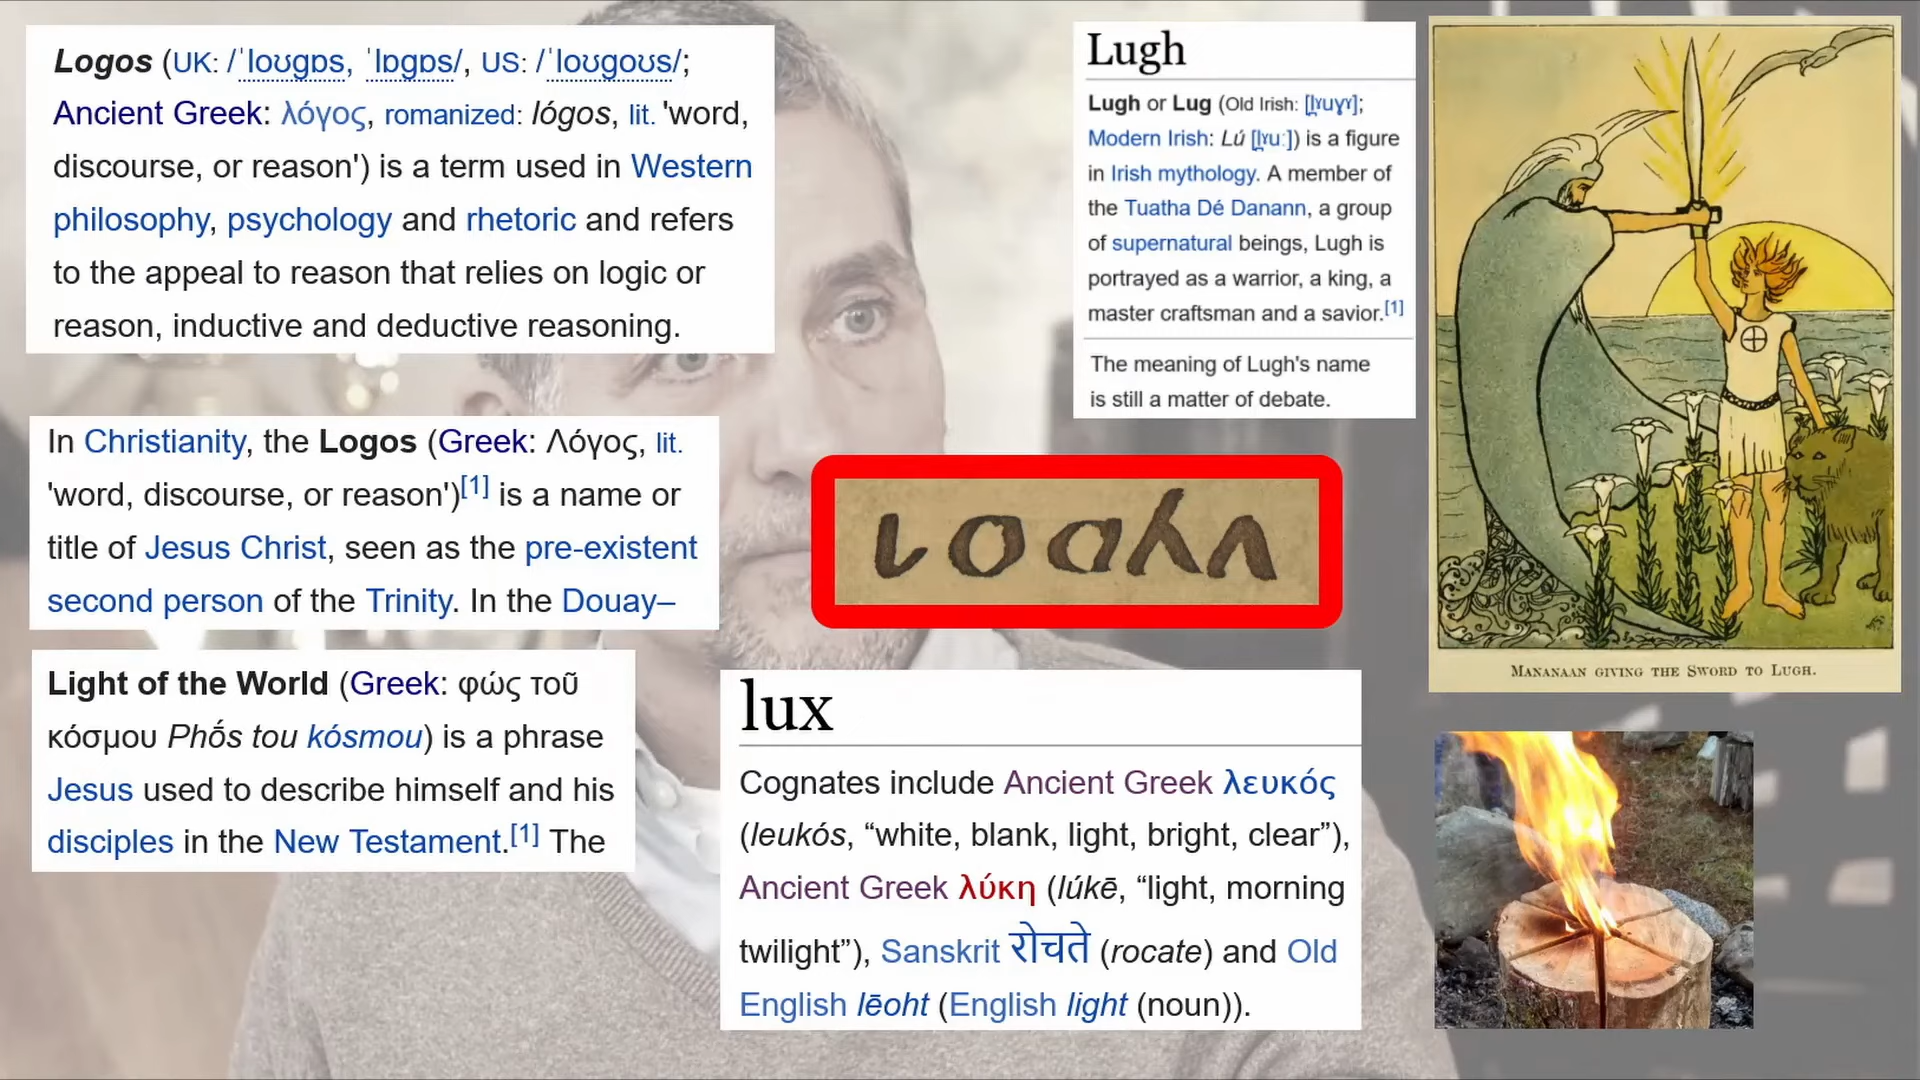 Logos (UK: /ˈloʊɡɒs, ˈlɒɡɒs/, US: /ˈloʊɡoʊs/;
Ancient Greek: λόγος, romanized: lógos, lit. 'word,
discourse, or reason') is a term used in Western
philosophy, psychology and rhetoric and refers
to the appeal to reason that relies on logic or
reason, inductive and deductive reasoning.
In Christianity, the Logos (Greek: Λόγος, lit.
'word, discourse, or reason')[1] is a name or
title of Jesus Christ, seen as the pre-existent
second person of the Trinity. In the Douay–
Light of the World (Greek: φώς τοῦ
κόσμου Phṓs tou kósmou) is a phrase
Jesus used to describe himself and his
disciples in the New Testament.[1] The
Lugh
Lugh or Lug (Old Irish: [l̪ˠuɣˠ];
Modern Irish: Lú [l̪ˠuː]) is a figure
in Irish mythology. A member of
the Tuatha Dé Danann, a group
of supernatural beings, Lugh is
portrayed as a warrior, a king, a
master craftsman and a savior.[1]
The meaning of Lugh's name
is still a matter of debate.
MANANAAN GIVING THE SWORD TO LUGH.
lux
Cognates include Ancient Greek λευκός
(leukós, “white, blank, light, bright, clear”),
Ancient Greek λύκη (lúkē, “light, morning
twilight”), Sanskrit रोचते (rocate) and Old
English lēoht (English light (noun)).